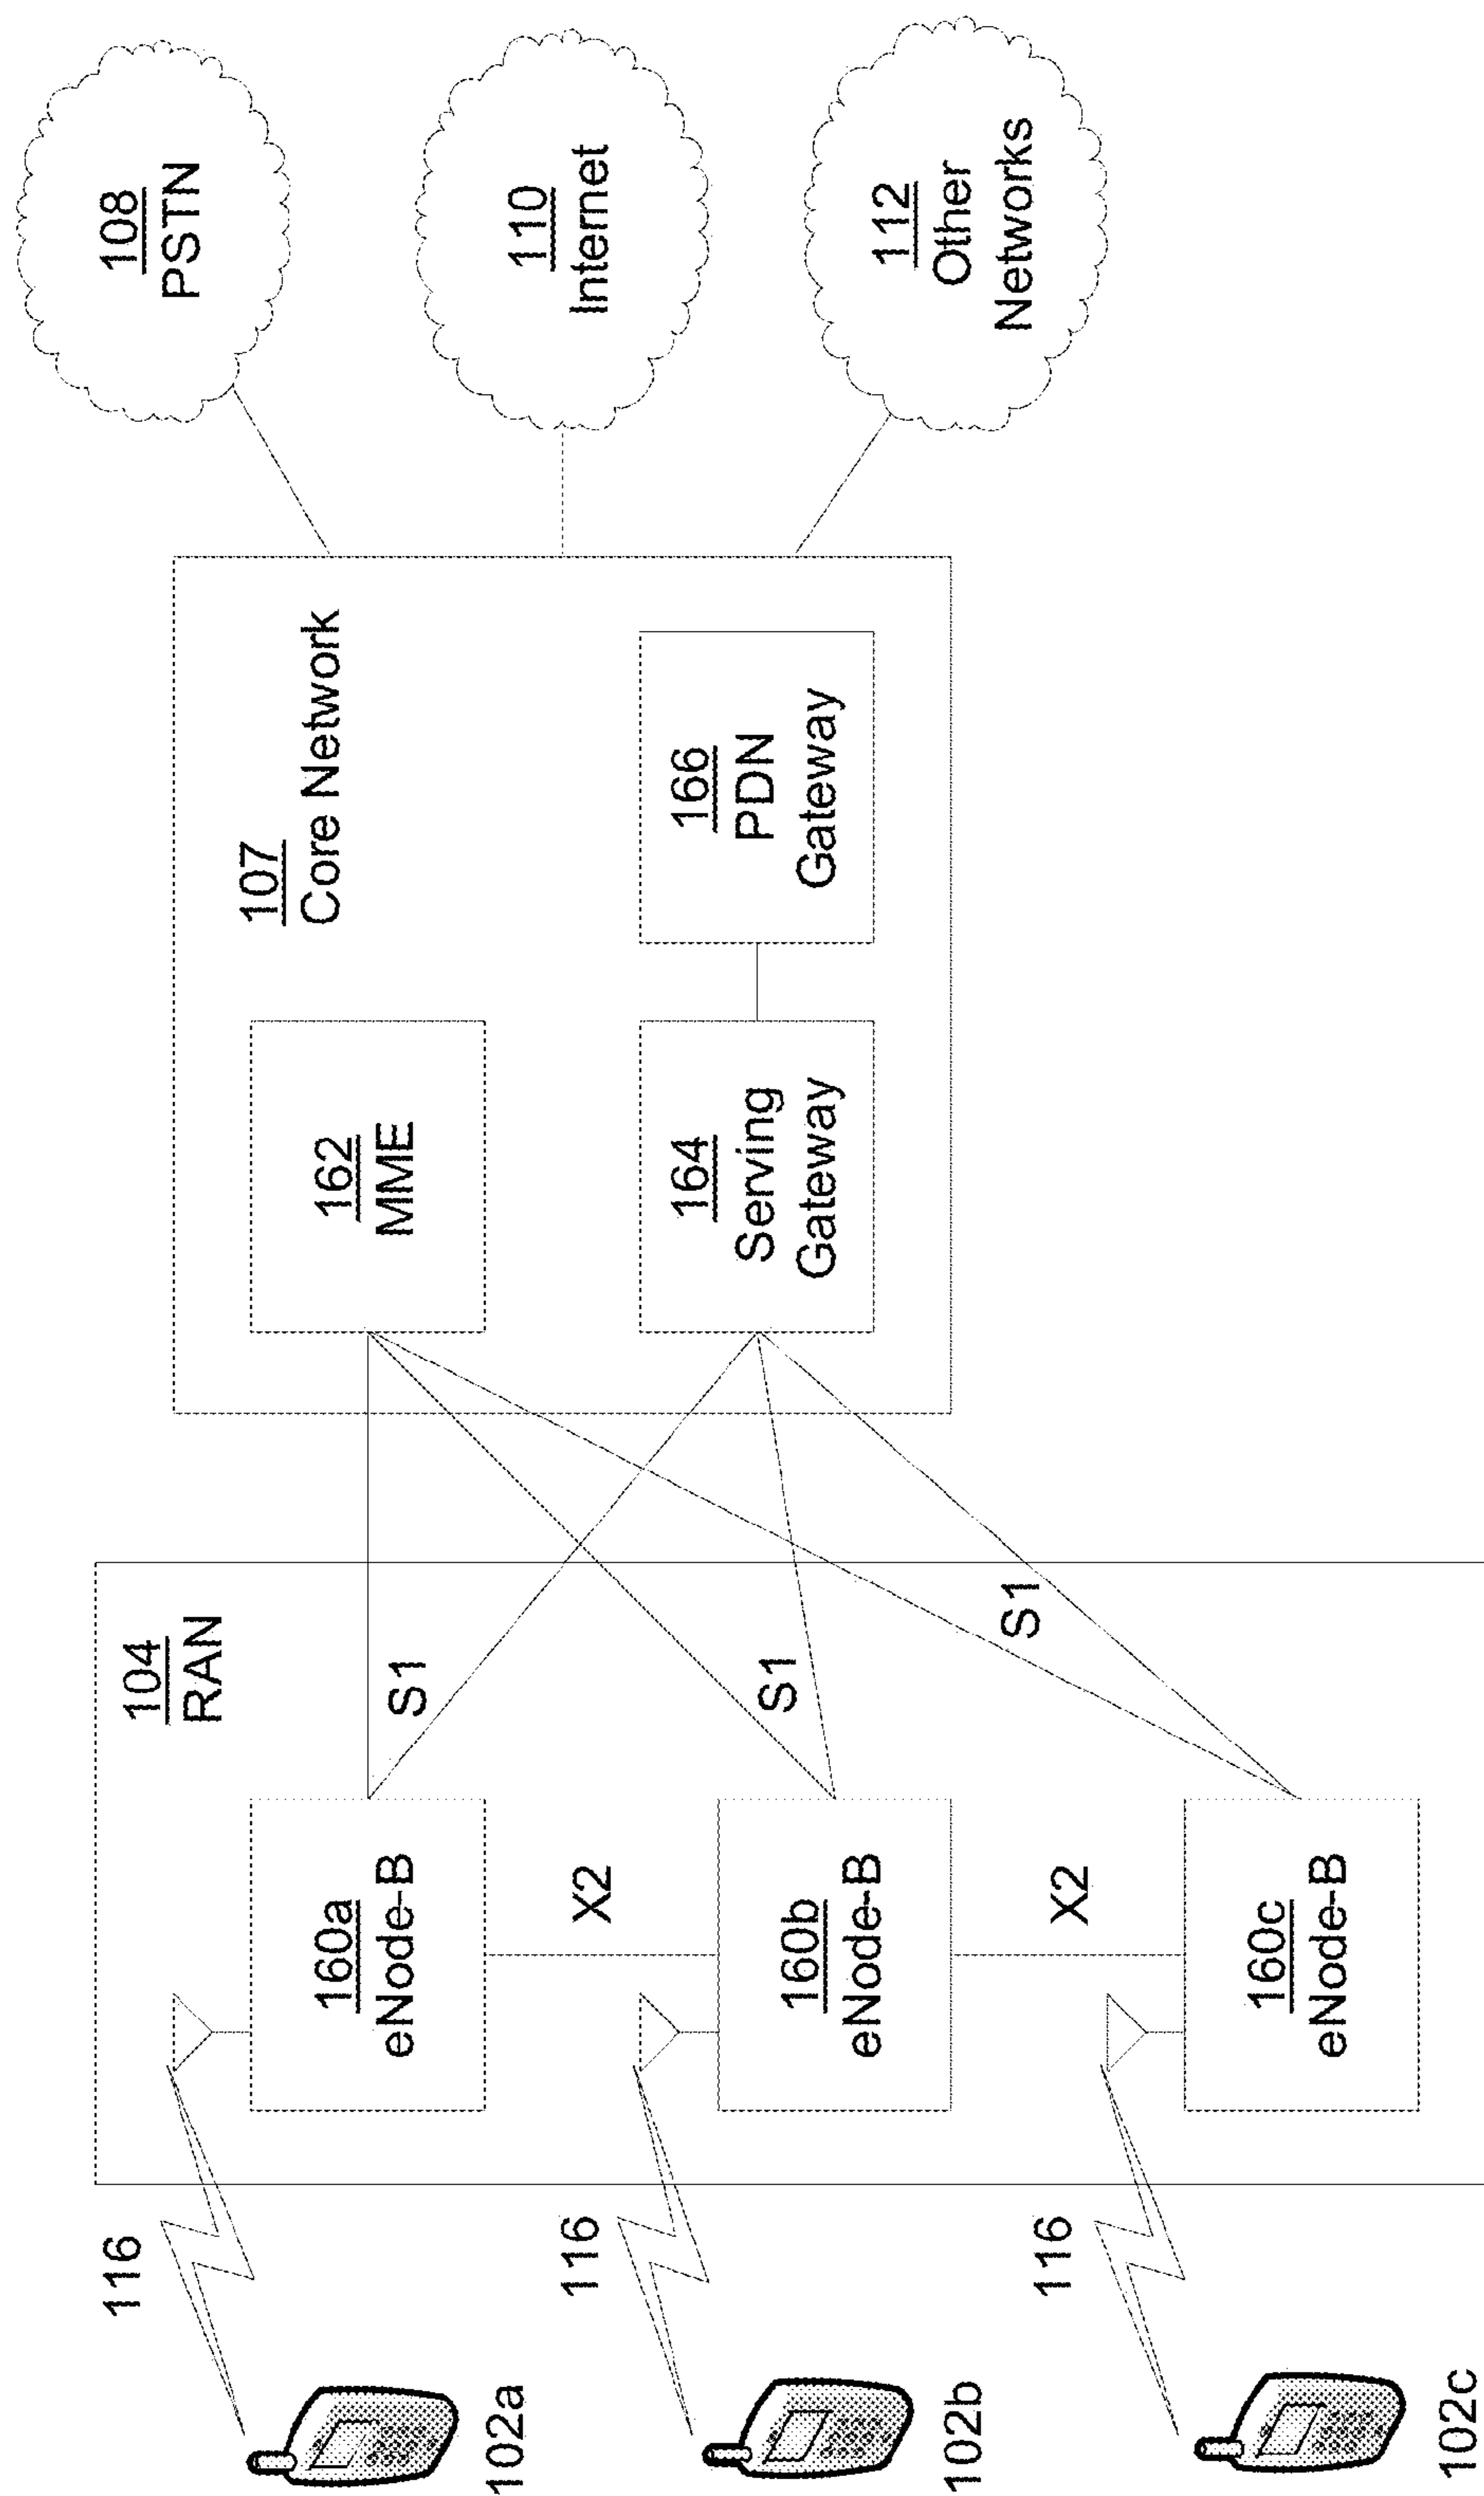 102a
102b
102c
116
116
116
104
RAN
160a
eNode-B
X2
160b
eNode-B
X2
160c
eNode-B
S1
S1
S1
107
Core Network
162
MME
164
Serving
Gateway
166
PDN
Gateway
108
PSTN
110
Internet
112
Other
Networks